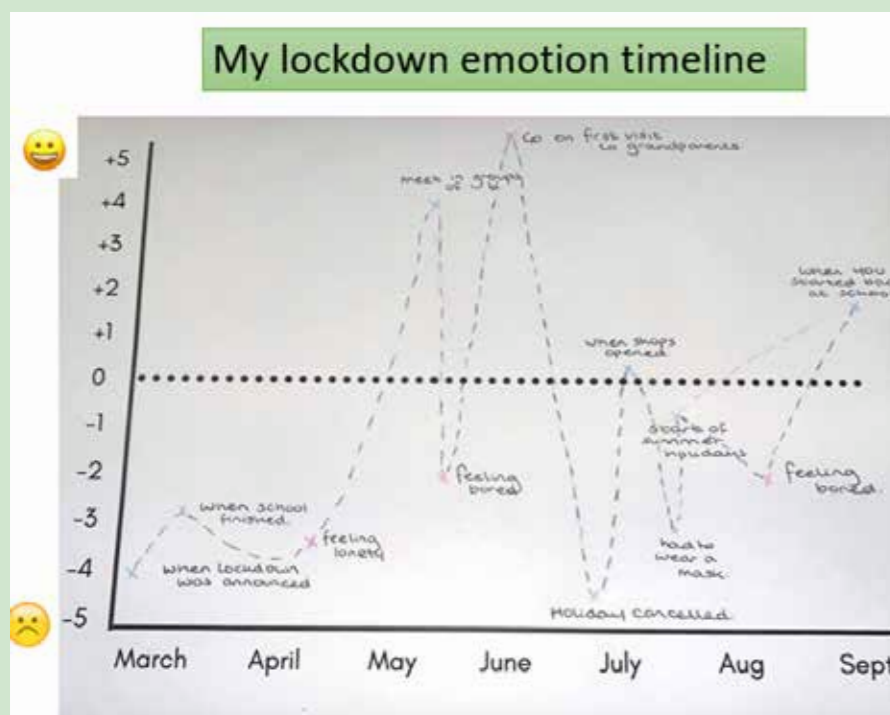 My lockdown emotion timeline
+5
+4
+3
+2
+1
0
-1
-2
-3
-4
-5
Go on first visit
to grandparents
meet in groups
of 6
when you
started bac
at schoo
when shops
opened
starts of
summer
holidays
feeling
bored
feeling
bored.
when school
finished.
feeling
lonely
when lockdown
was announced
had to
wear a
mask.
Holiday cancelled.
March April May June July Aug Sept